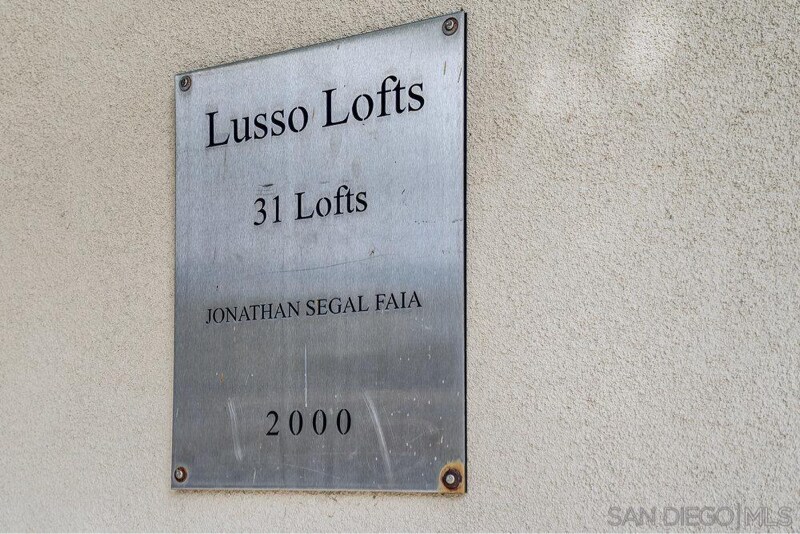 Lusso Lofts
31 Lofts
JONATHAN SEGAL FAIA
2000
SAN DIEGO|MLS